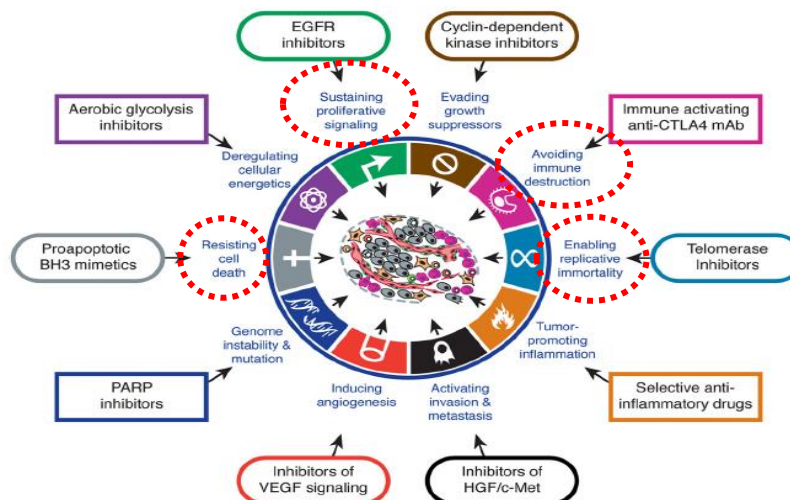 EGFR
inhibitors
Cyclin-dependent
kinase inhibitors
Sustaining
proliferative
signaling
Evading
growth
suppressors
Aerobic glycolysis
inhibitors
Immune activating
anti-CTLA4 mAb
Deregulating
cellular
energetics
Avoiding
immune
destruction
Proapoptotic
BH3 mimetics
Resisting
cell
death
Enabling
replicative
immortality
Telomerase
Inhibitors
Genome
instability &
mutation
Tumor-
promoting
inflammation
PARP
inhibitors
Inducing
angiogenesis
Activating
invasion &
metastasis
Selective anti-
inflammatory drugs
Inhibitors of
VEGF signaling
Inhibitors of
HGF/c-Met